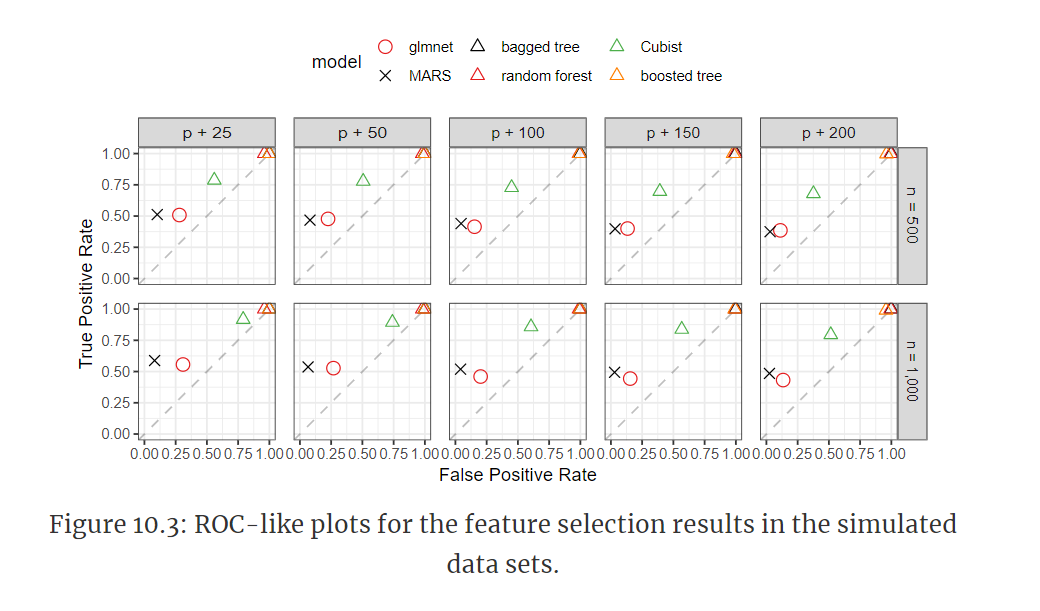 model
glmnet bagged tree Cubist
MARS random forest boosted tree
p + 25 p + 50 p + 100 p + 150 p + 200
True Positive Rate
1.00
0.75
0.50
0.25
0.00
n = 500
1.00
0.75
0.50
0.25
0.00
n = 1,000
0.00 0.25 0.50 0.75 1.00 0.00 0.25 0.50 0.75 1.00 0.00 0.25 0.50 0.75 1.00 0.00 0.25 0.50 0.75 1.00 0.00 0.25 0.50 0.75 1.00
False Positive Rate
Figure 10.3: ROC-like plots for the feature selection results in the simulated
data sets.